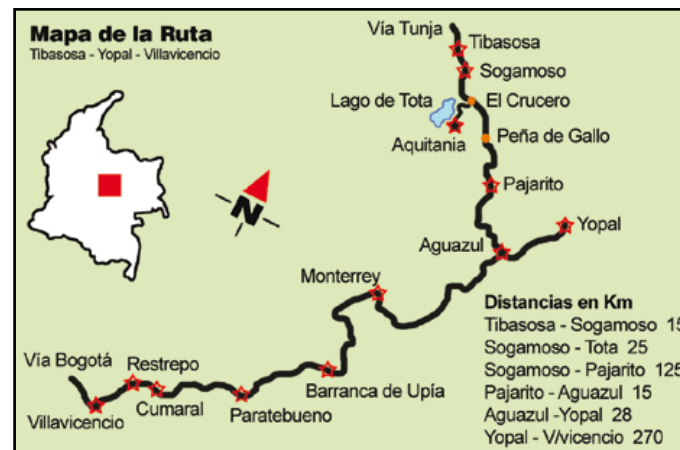 Mapa de la Ruta
Tibasosa - Yopal - Villavicencio
Vía Tunja
Tibasosa
Sogamoso
Lago de Tota
El Crucero
Aquitania
Peña de Gallo
Pajarito
N
Yopal
Aguazul
Monterrey
Distancias en Km
Tibasosa - Sogamoso 15
Sogamoso - Tota 25
Sogamoso - Pajarito 125
Pajarito - Aguazul 15
Aguazul -Yopal 28
Yopal - V/vicencio 270
Vía Bogotá
Restrepo
Barranca de Upía
Cumaral
Paratebueno
Villavicencio